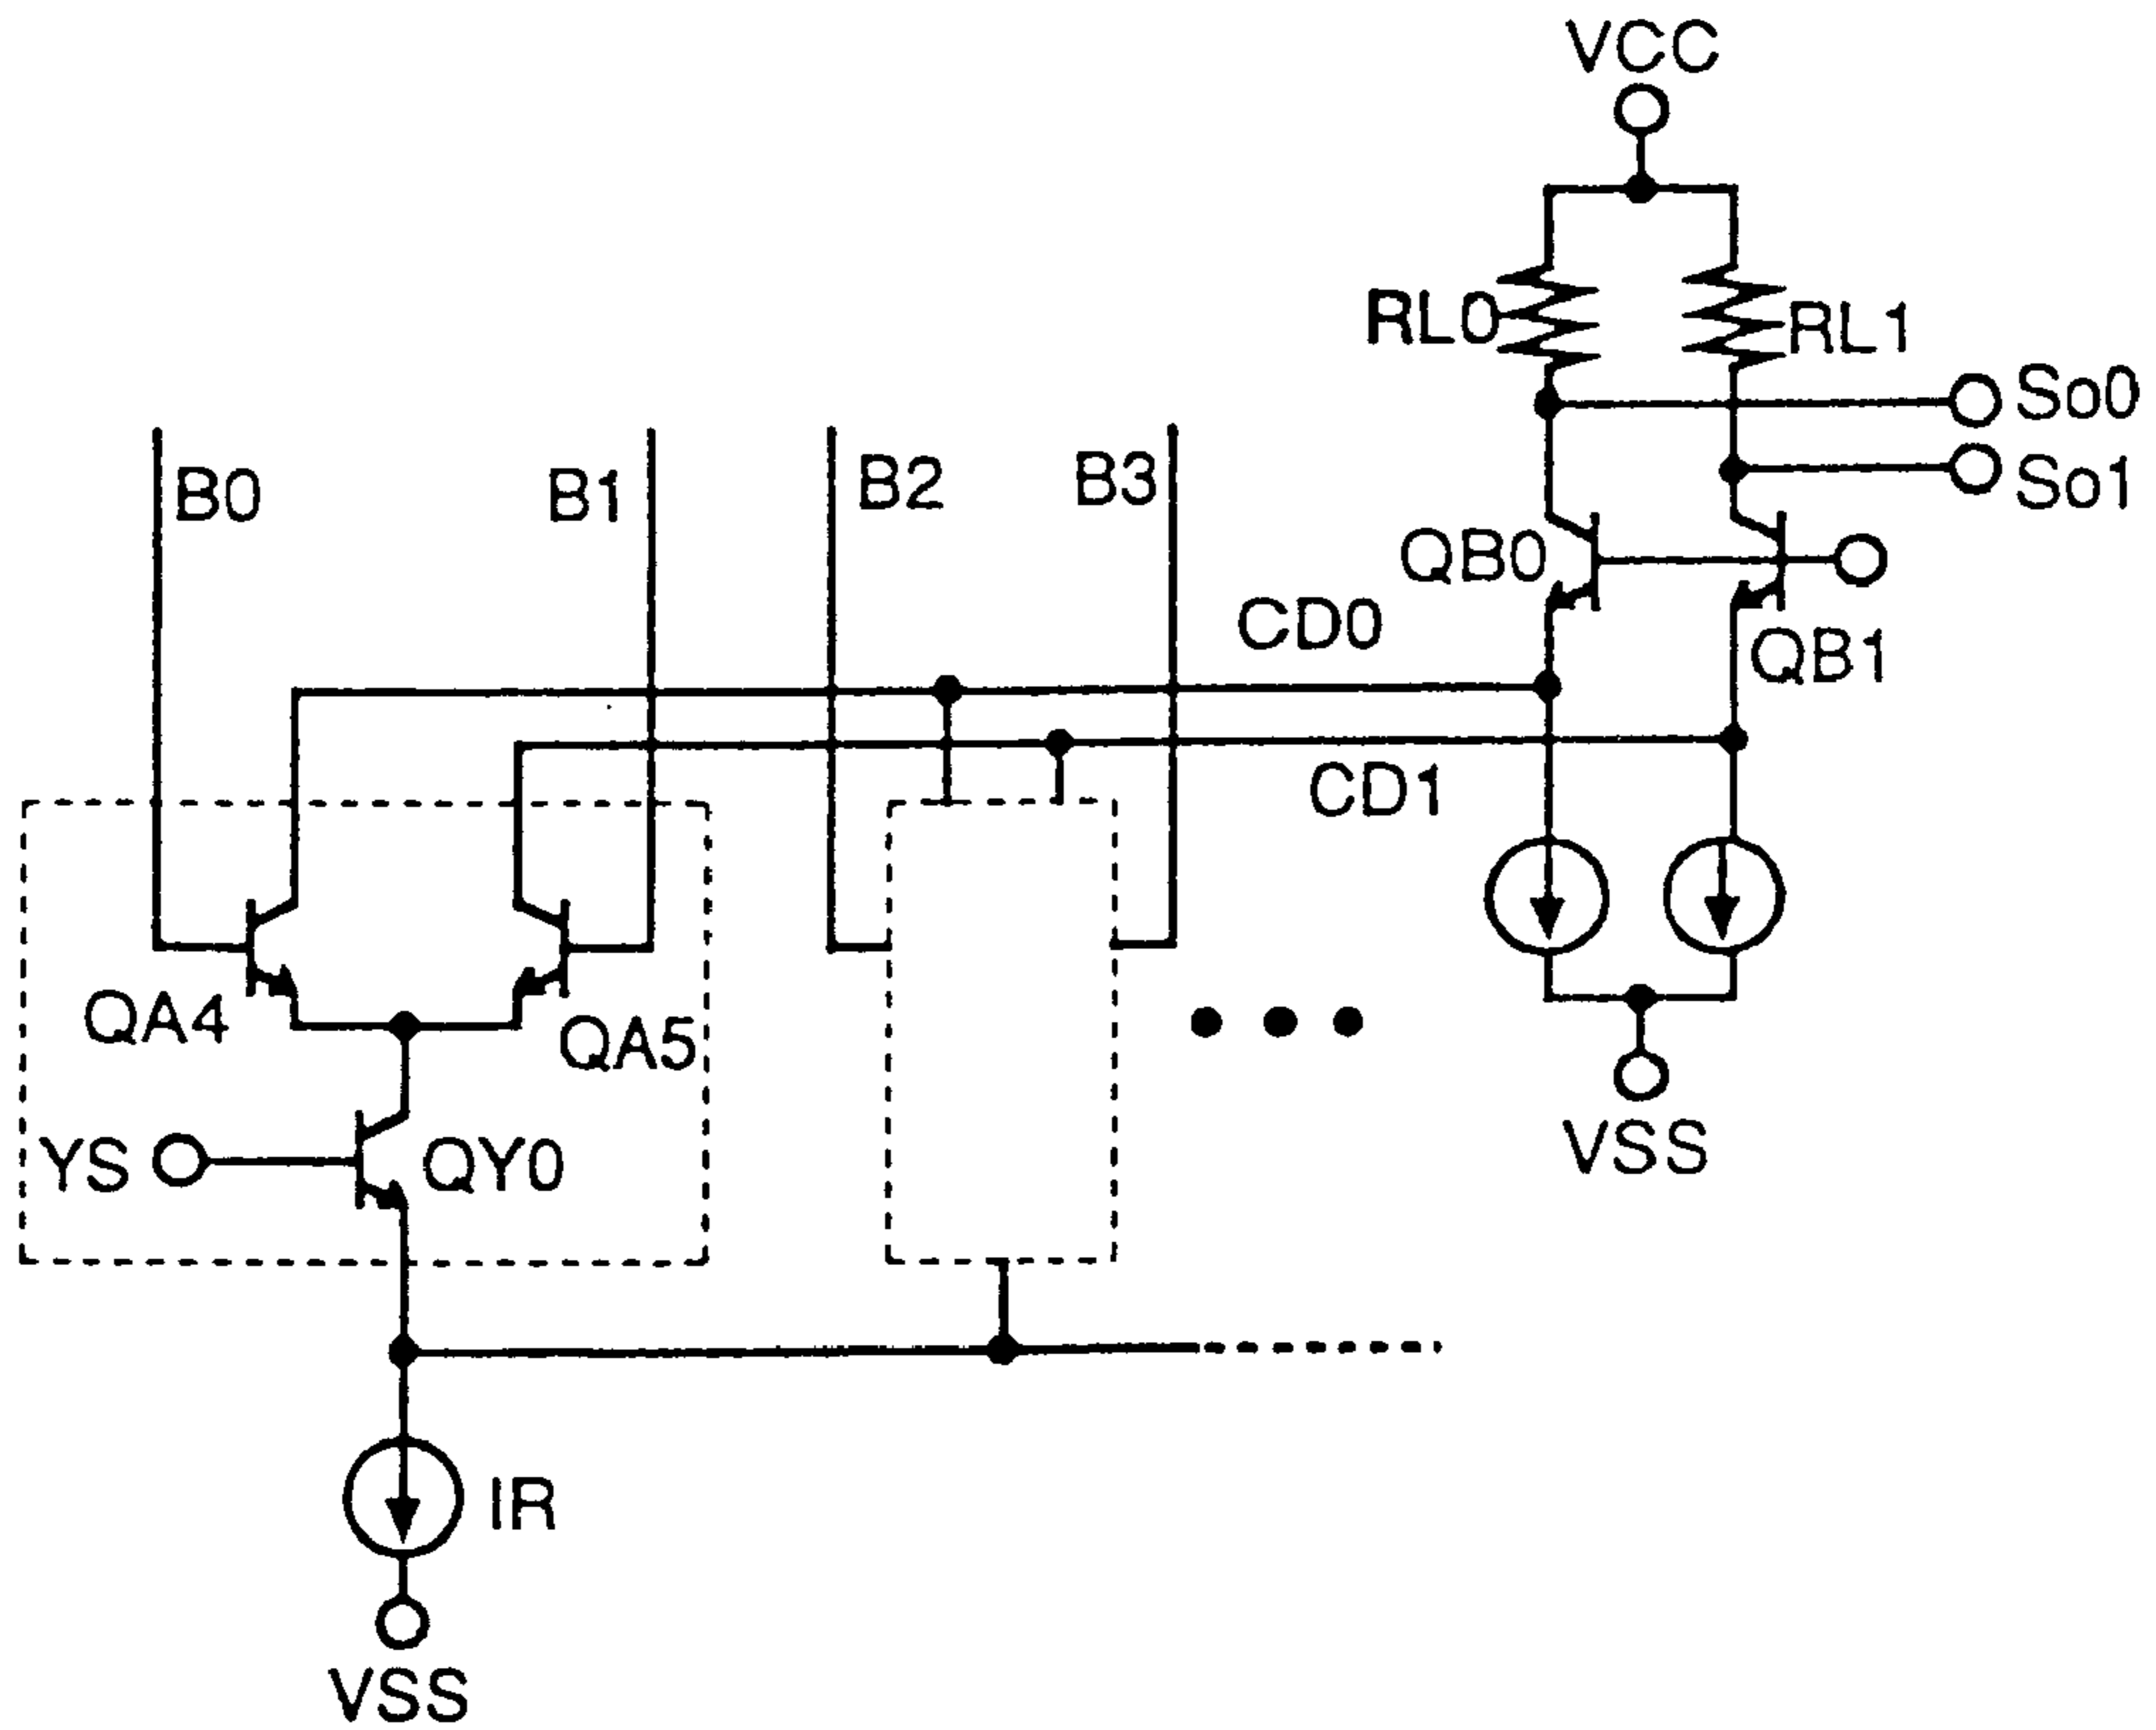 VCC
RL0
RL1
So0
So1
B0
B1
B2
B3
QB0
QB1
CD0
CD1
QA4
QA5
YS
QY0
VSS
IR
VSS